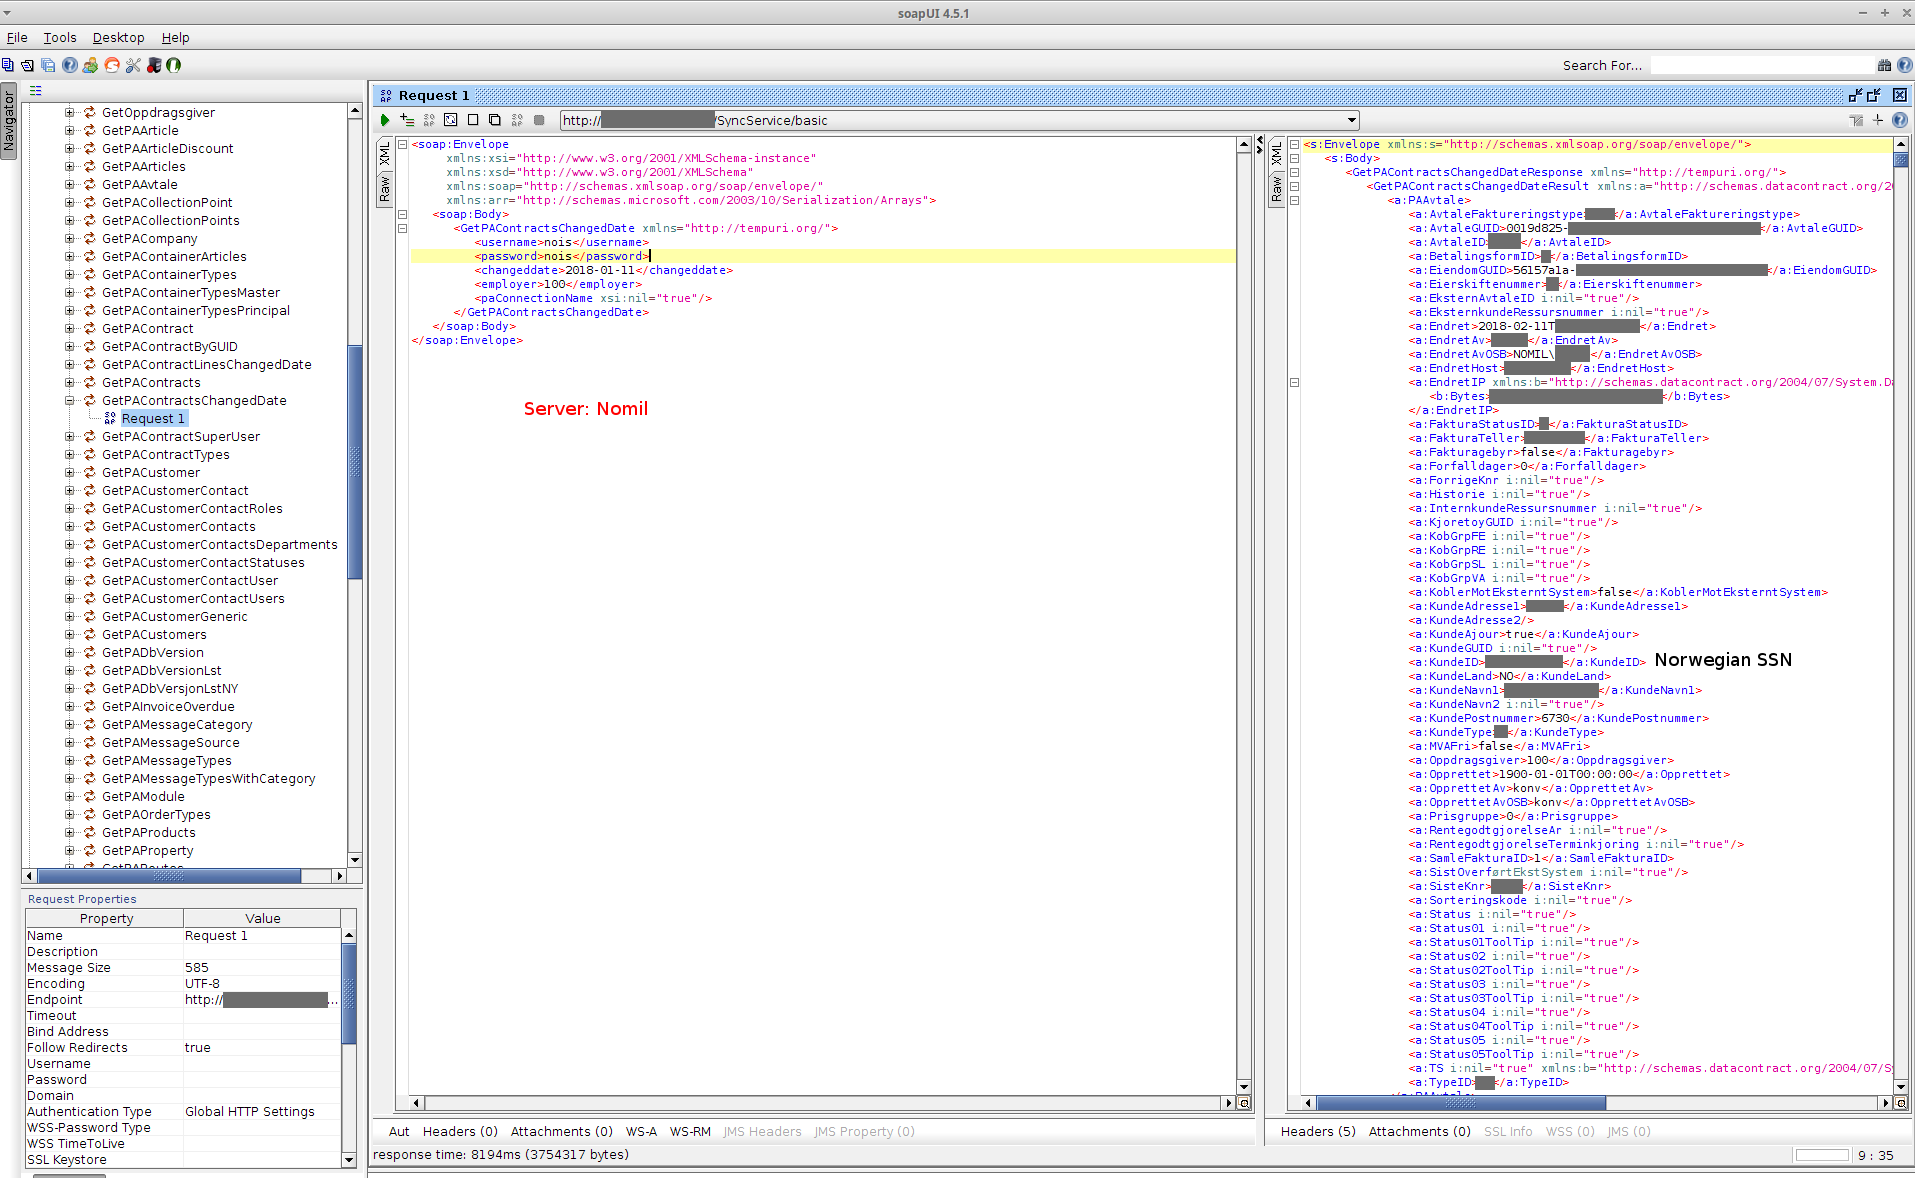 soapUI 4.5.1
File Tools Desktop Help
Search For...
Navigator
GetOppdragsgiver
GetPAArticle
GetPAArticleDiscount
GetPAArticles
GetPAAvtale
GetPACollectionPoint
GetPACollectionPoints
GetPACompany
GetPAContainerArticles
GetPAContainerTypes
GetPAContainerTypesMaster
GetPAContainerTypesPrincipal
GetPAContract
GetPAContractByGUID
GetPAContractLinesChangedDate
GetPAContracts
GetPAContractsChangedDate
Request 1
GetPAContractSuperUser
GetPAContractTypes
GetPACustomer
GetPACustomerContact
GetPACustomerContactRoles
GetPACustomerContacts
GetPACustomerContactsDepartments
GetPACustomerContactStatuses
GetPACustomerContactUser
GetPACustomerContactUsers
GetPACustomerGeneric
GetPACustomers
GetPADbVersion
GetPADbVersionLst
GetPADbVersjonLstNY
GetPAInvoiceOverdue
GetPAMessageCategory
GetPAMessageSource
GetPAMessageTypes
GetPAMessageTypesWithCategory
GetPAModule
GetPAOrderTypes
GetPAProducts
GetPAProperty
Request Properties
Property Value
Name Request 1
Description
Message Size 585
Encoding UTF-8
Endpoint http:// ...
Timeout
Bind Address
Follow Redirects true
Username
Password
Domain
Authentication Type Global HTTP Settings
WSS-Password Type
WSS TimeToLive
SSL Keystore
Request 1
http:// /SyncService/basic
XML
Raw
<soap:Envelope
xmlns:xsi="http://www.w3.org/2001/XMLSchema-instance"
xmlns:xsd="http://www.w3.org/2001/XMLSchema"
xmlns:soap="http://schemas.xmlsoap.org/soap/envelope/"
xmlns:arr="http://schemas.microsoft.com/2003/10/Serialization/Arrays">
<soap:Body>
<GetPAContractsChangedDate xmlns="http://tempuri.org/">
<username>nois</username>
<password>nois</password>
<changeddate>2018-01-11</changeddate>
<employer>100</employer>
<paConnectionName xsi:nil="true"/>
</GetPAContractsChangedDate>
</soap:Body>
</soap:Envelope>
Server: Nomil
Aut Headers (0) Attachments (0) WS-A WS-RM JMS Headers JMS Property (0)
response time: 8194ms (3754317 bytes)
XML
Raw
<s:Envelope xmlns:s="http://schemas.xmlsoap.org/soap/envelope/">
<s:Body>
<GetPAContractsChangedDateResponse xmlns="http://tempuri.org/">
<GetPAContractsChangedDateResult xmlns:a="http://schemas.datacontract.org/2
<a:PAAvtale>
<a:AvtaleFaktureringstype> </a:AvtaleFaktureringstype>
<a:AvtaleGUID>0019d825- </a:AvtaleGUID>
<a:AvtaleID> </a:AvtaleID>
<a:BetalingsformID> </a:BetalingsformID>
<a:EiendomGUID>56157a1a- </a:EiendomGUID>
<a:Eierskiftenummer> </a:Eierskiftenummer>
<a:EksternAvtaleID i:nil="true"/>
<a:EksternkundeRessursnummer i:nil="true"/>
<a:Endret>2018-02-11T </a:Endret>
<a:EndretAv> </a:EndretAv>
<a:EndretAvOSB>NOMIL\ </a:EndretAvOSB>
<a:EndretHost> </a:EndretHost>
<a:EndretIP xmlns:b="http://schemas.datacontract.org/2004/07/System.D
<b:Bytes> </b:Bytes>
</a:EndretIP>
<a:FakturaStatusID> </a:FakturaStatusID>
<a:FakturaTeller> </a:FakturaTeller>
<a:Fakturagebyr>false</a:Fakturagebyr>
<a:Forfalldager>0</a:Forfalldager>
<a:ForrigeKnr i:nil="true"/>
<a:Historie i:nil="true"/>
<a:InternkundeRessursnummer i:nil="true"/>
<a:KjoretoyGUID i:nil="true"/>
<a:KobGrpFE i:nil="true"/>
<a:KobGrpRE i:nil="true"/>
<a:KobGrpSL i:nil="true"/>
<a:KobGrpVA i:nil="true"/>
<a:KoblerMotEksterntSystem>false</a:KoblerMotEksterntSystem>
<a:KundeAdresse1> </a:KundeAdresse1>
<a:KundeAdresse2/>
<a:KundeAjour>true</a:KundeAjour>
<a:KundeGUID i:nil="true"/>
<a:KundeID> </a:KundeID> Norwegian SSN
<a:KundeLand>NO</a:KundeLand>
<a:KundeNavn1> </a:KundeNavn1>
<a:KundeNavn2 i:nil="true"/>
<a:KundePostnummer>6730</a:KundePostnummer>
<a:KundeType> </a:KundeType>
<a:MVAFri>false</a:MVAFri>
<a:Oppdragsgiver>100</a:Oppdragsgiver>
<a:Opprettet>1900-01-01T00:00:00</a:Opprettet>
<a:OpprettetAv>konv</a:OpprettetAv>
<a:OpprettetAvOSB>konv</a:OpprettetAvOSB>
<a:Prisgruppe>0</a:Prisgruppe>
<a:RentegodtgjorelseAr i:nil="true"/>
<a:RentegodtgjorelseTerminkjoring i:nil="true"/>
<a:SamleFakturaID>1</a:SamleFakturaID>
<a:SistOverførtEkstSystem i:nil="true"/>
<a:SisteKnr> </a:SisteKnr>
<a:Sorteringskode i:nil="true"/>
<a:Status i:nil="true"/>
<a:Status01 i:nil="true"/>
<a:Status01ToolTip i:nil="true"/>
<a:Status02 i:nil="true"/>
<a:Status02ToolTip i:nil="true"/>
<a:Status03 i:nil="true"/>
<a:Status03ToolTip i:nil="true"/>
<a:Status04 i:nil="true"/>
<a:Status04ToolTip i:nil="true"/>
<a:Status05 i:nil="true"/>
<a:Status05ToolTip i:nil="true"/>
<a:TS i:nil="true" xmlns:b="http://schemas.datacontract.org/2004/07/S
<a:TypeID> </a:TypeID>
Headers (5) Attachments (0) SSL Info WSS (0) JMS (0)
9 : 35